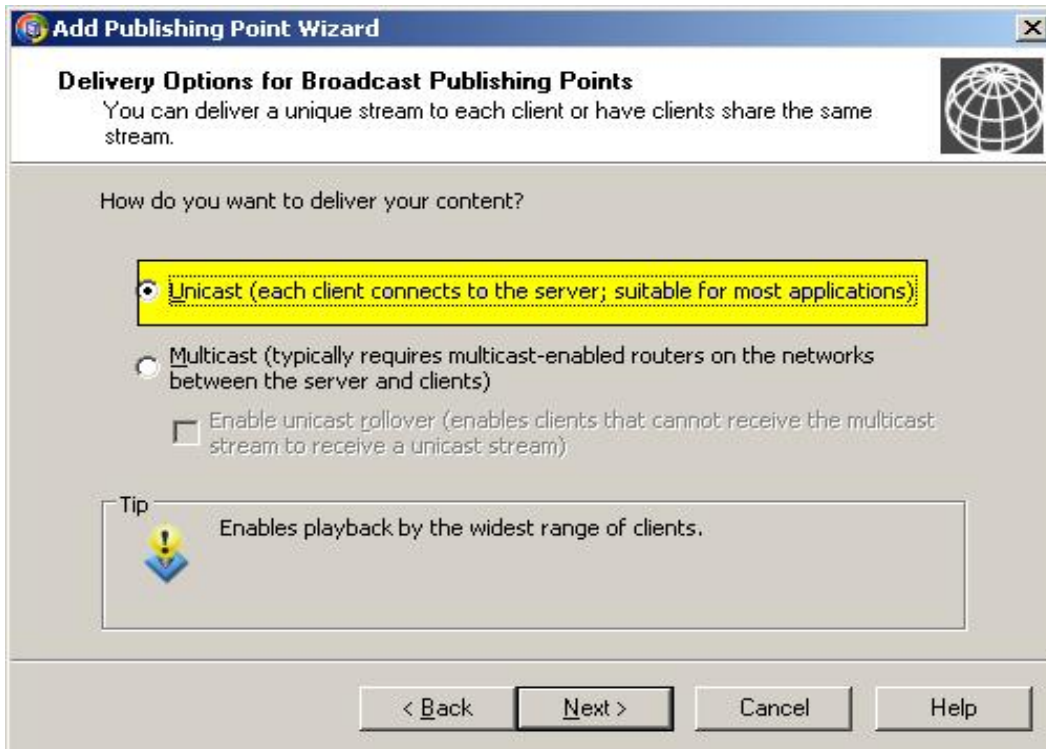 Add Publishing Point Wizard
Delivery Options for Broadcast Publishing Points
You can deliver a unique stream to each client or have clients share the same
stream.
How do you want to deliver your content?
Unicast (each client connects to the server; suitable for most applications)
Multicast (typically requires multicast-enabled routers on the networks
between the server and clients)
Enable unicast rollover (enables clients that cannot receive the multicast
stream to receive a unicast stream)
Tip
Enables playback by the widest range of clients.
< Back Next > Cancel Help